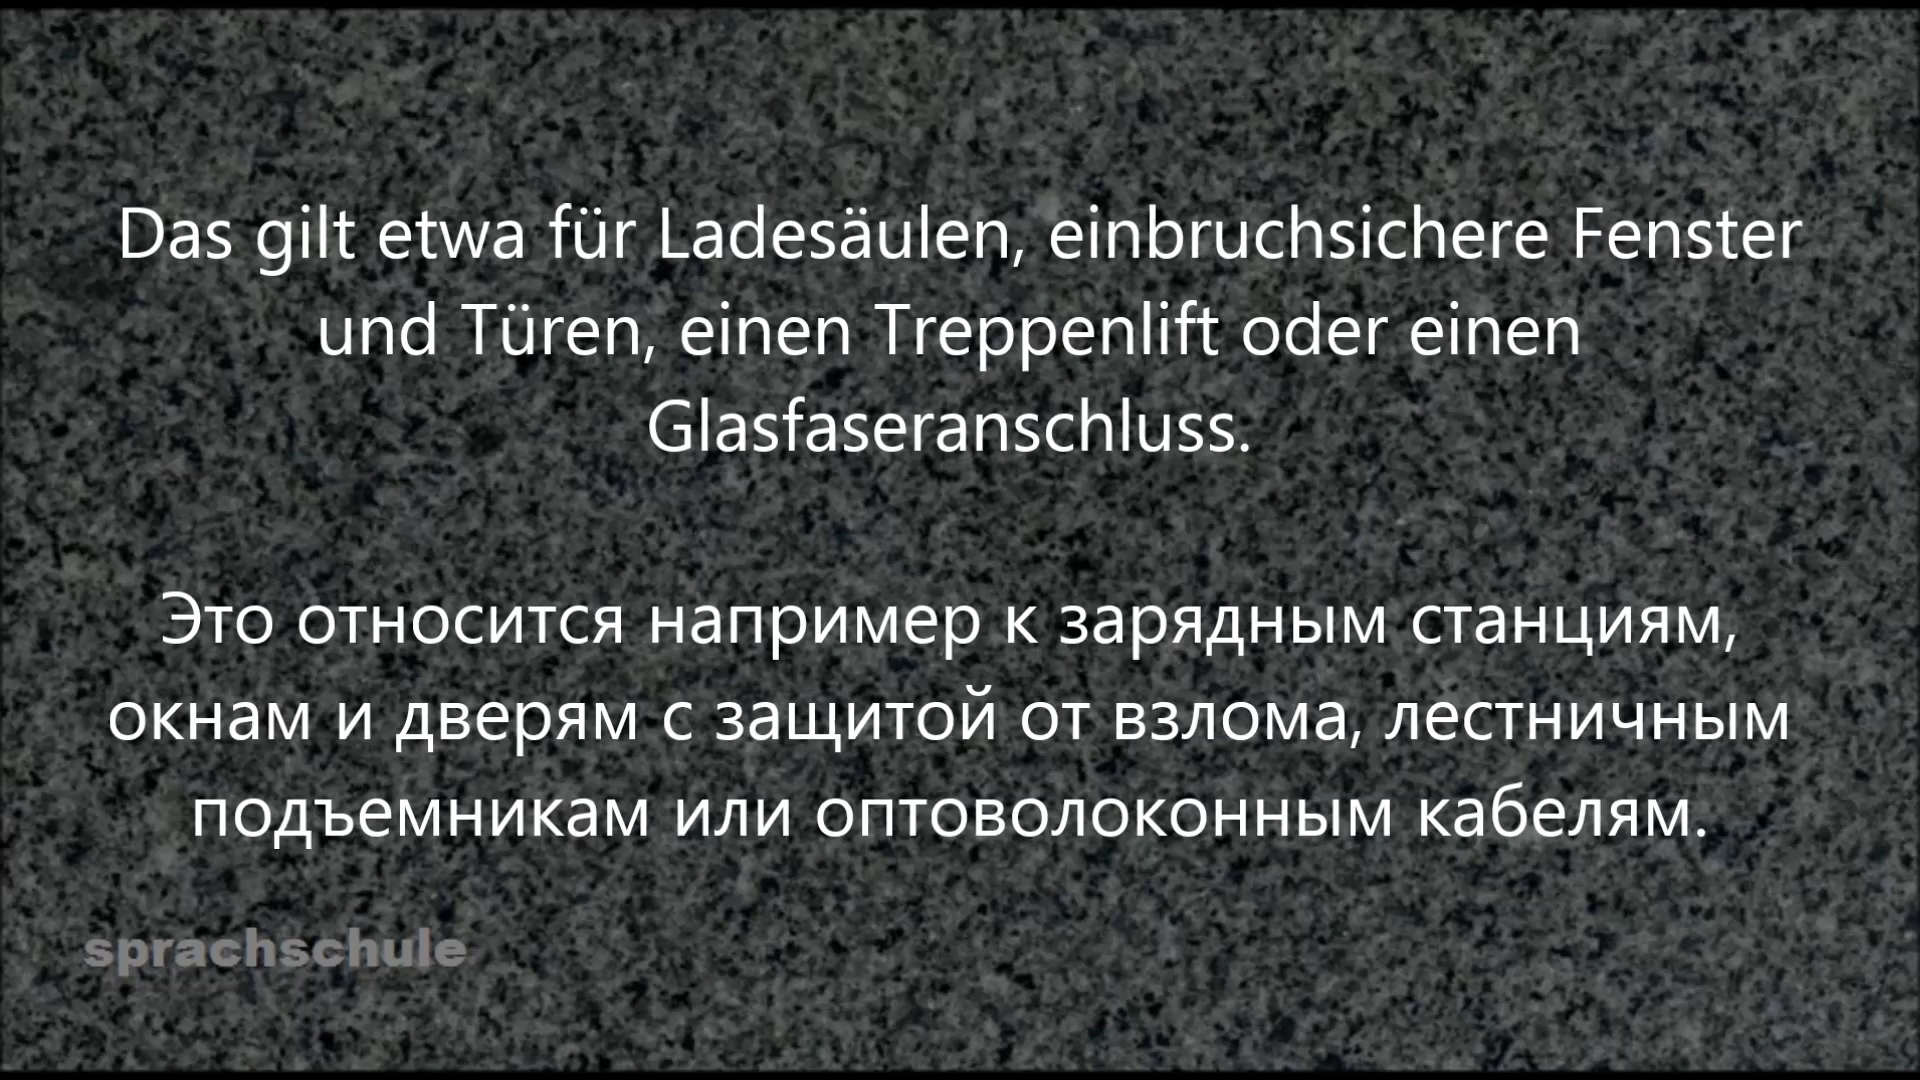 Das gilt etwa für Ladesäulen, einbruchsichere Fenster
und Türen, einen Treppenlift oder einen
Glasfaseranschluss.
Это относится например к зарядным станциям,
окнам и дверям с защитой от взлома, лестничным
подъемникам или оптоволоконным кабелям.
sprachschule